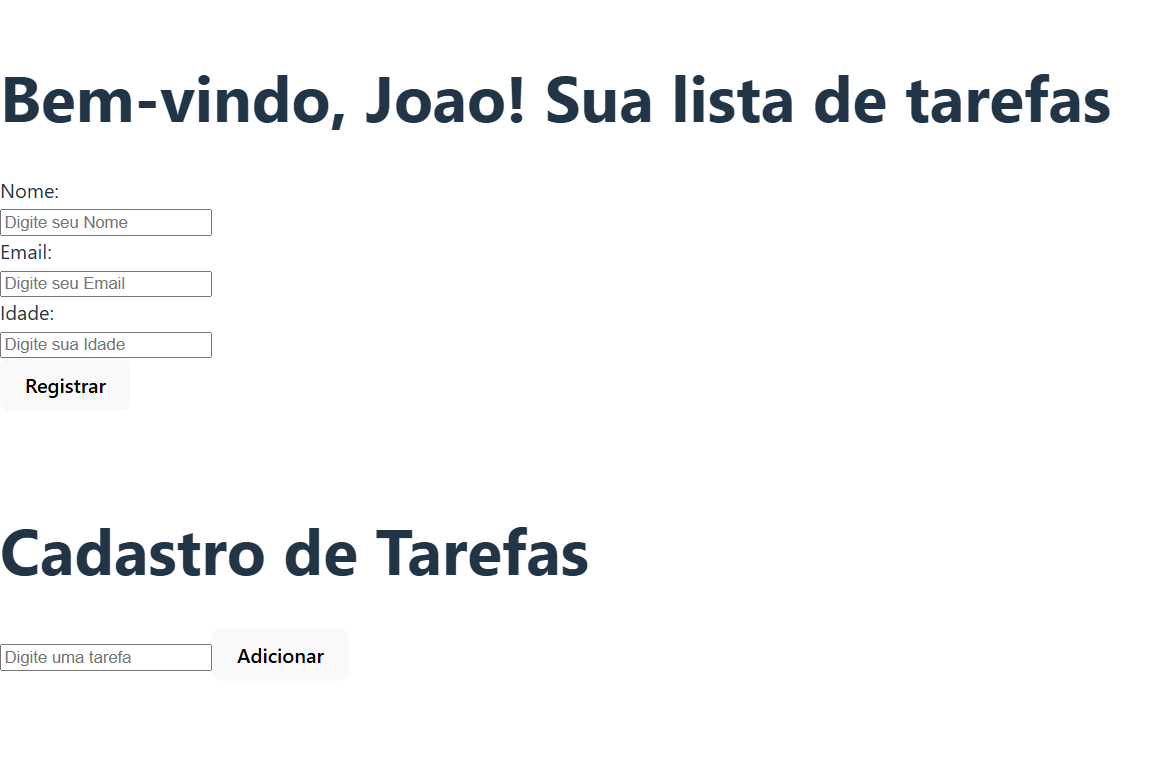 Bem-vindo, Joao! Sua lista de tarefas
Nome:
Digite seu Nome
Email:
Digite seu Email
Idade:
Digite sua Idade
Registrar
Cadastro de Tarefas
Digite uma tarefa Adicionar